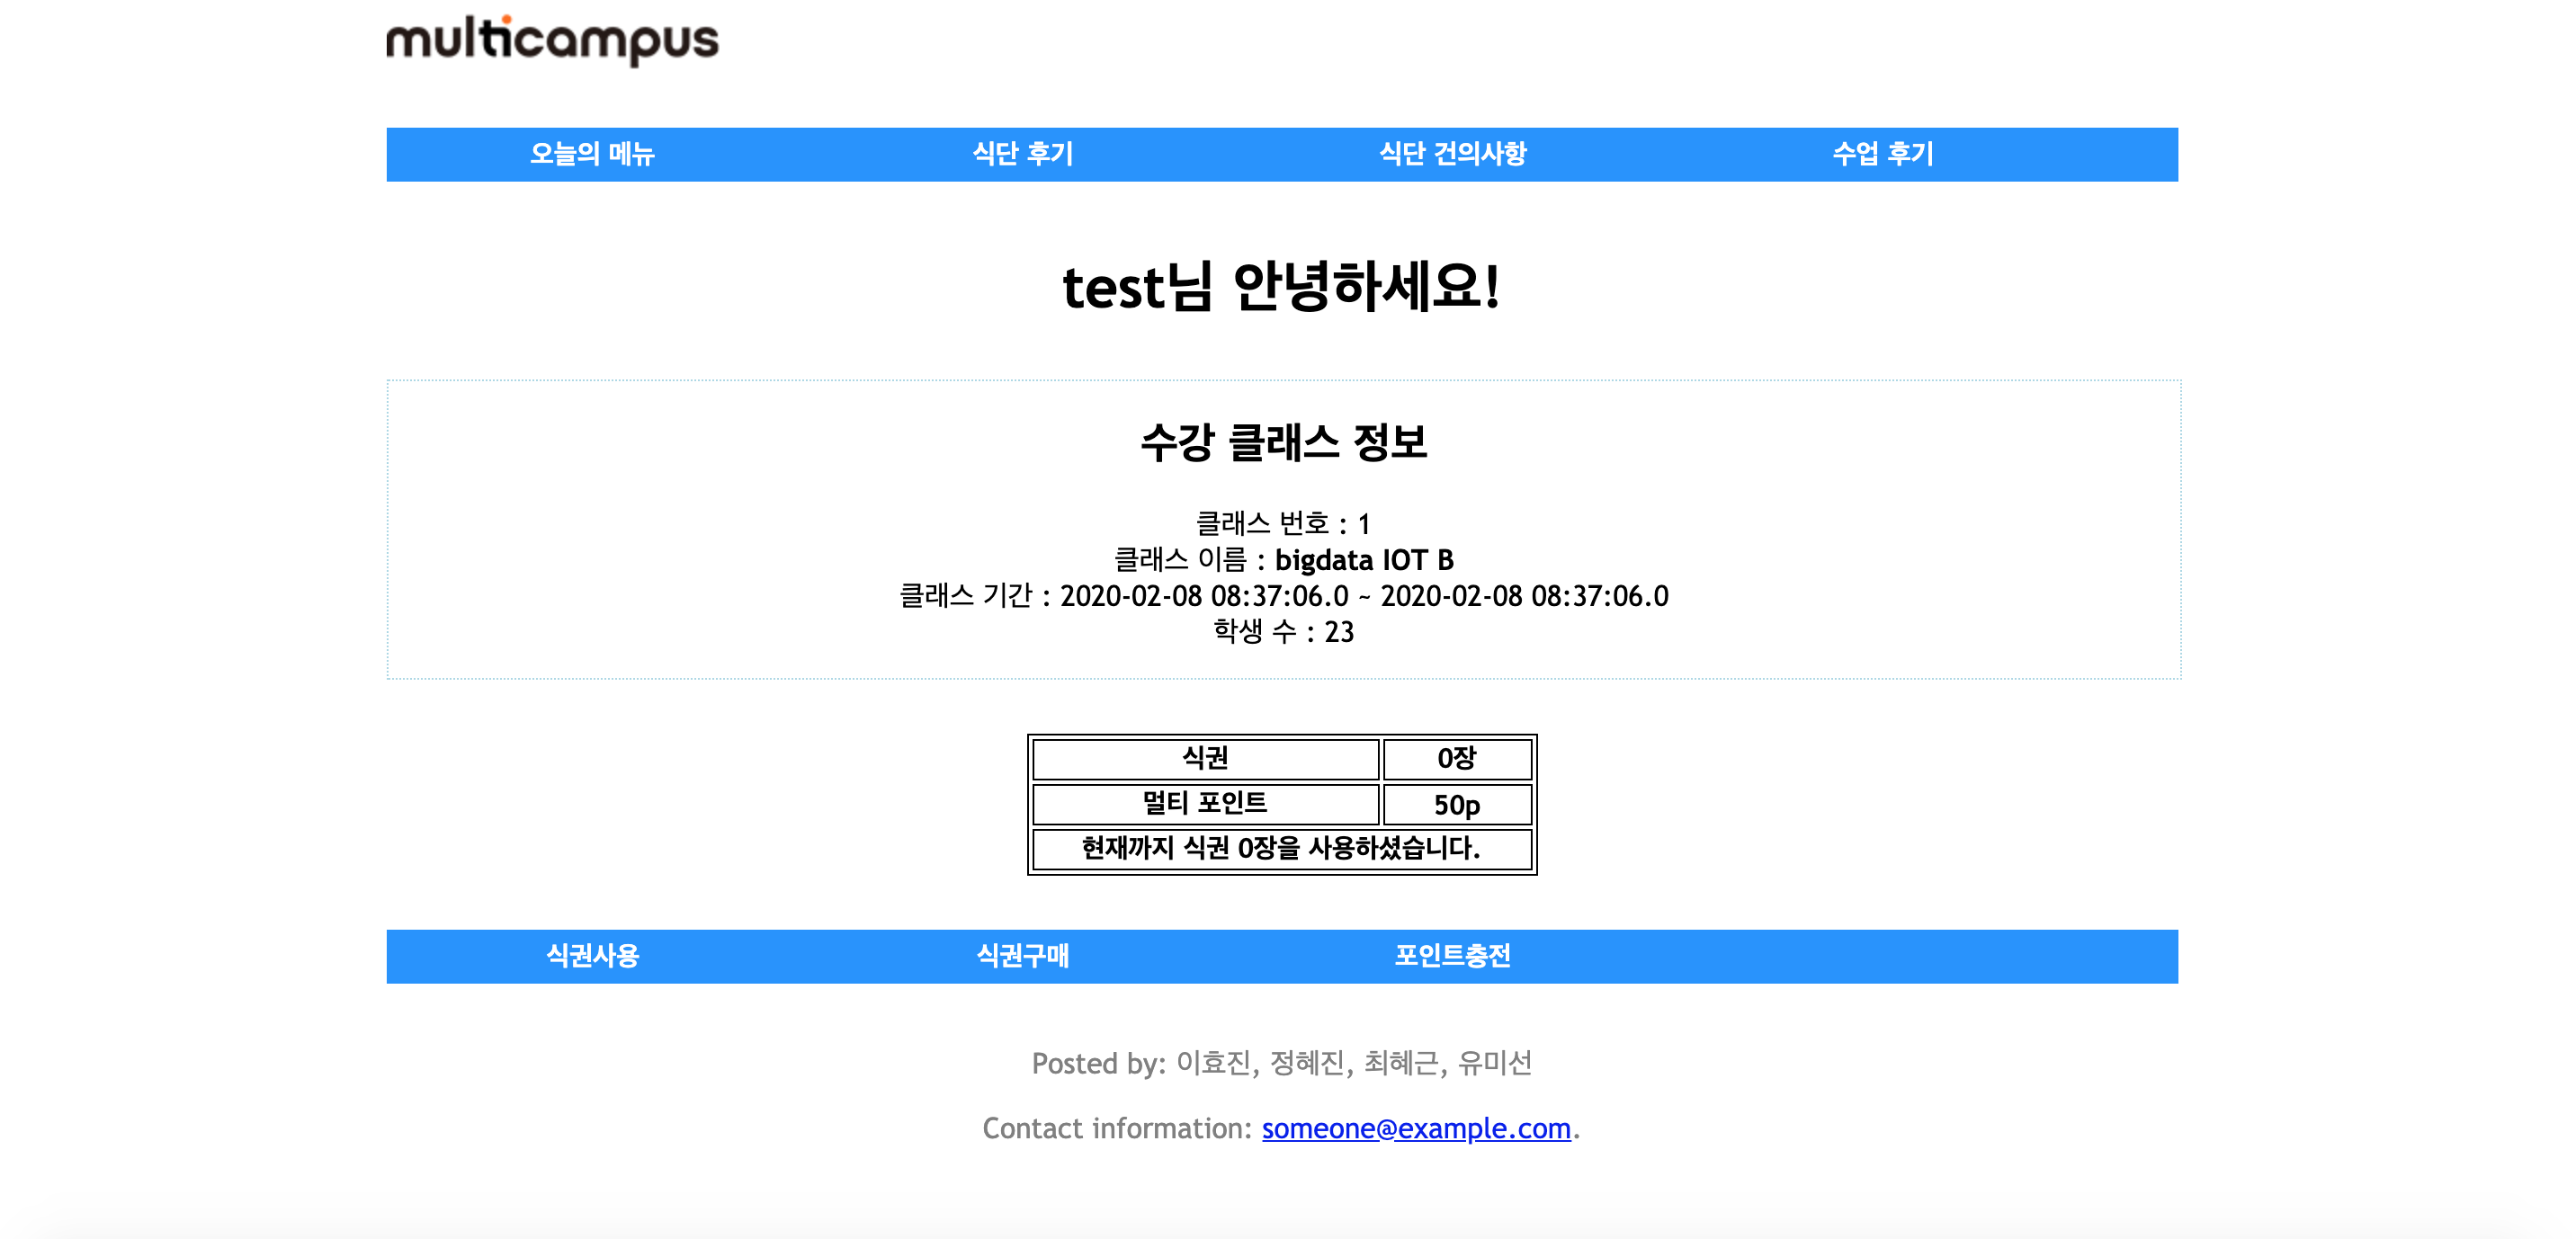 multicampus
오늘의 메뉴 식단 후기 식단 건의사항 수업 후기
test님 안녕하세요!
수강 클래스 정보
클래스 번호 : 1
클래스 이름 : bigdata IOT B
클래스 기간 : 2020-02-08 08:37:06.0 ~ 2020-02-08 08:37:06.0
학생 수 : 23
식권 0장
멀티 포인트 50p
현재까지 식권 0장을 사용하셨습니다.
식권사용 식권구매 포인트충전
Posted by: 이효진, 정혜진, 최혜근, 유미선
Contact information: someone@example.com.